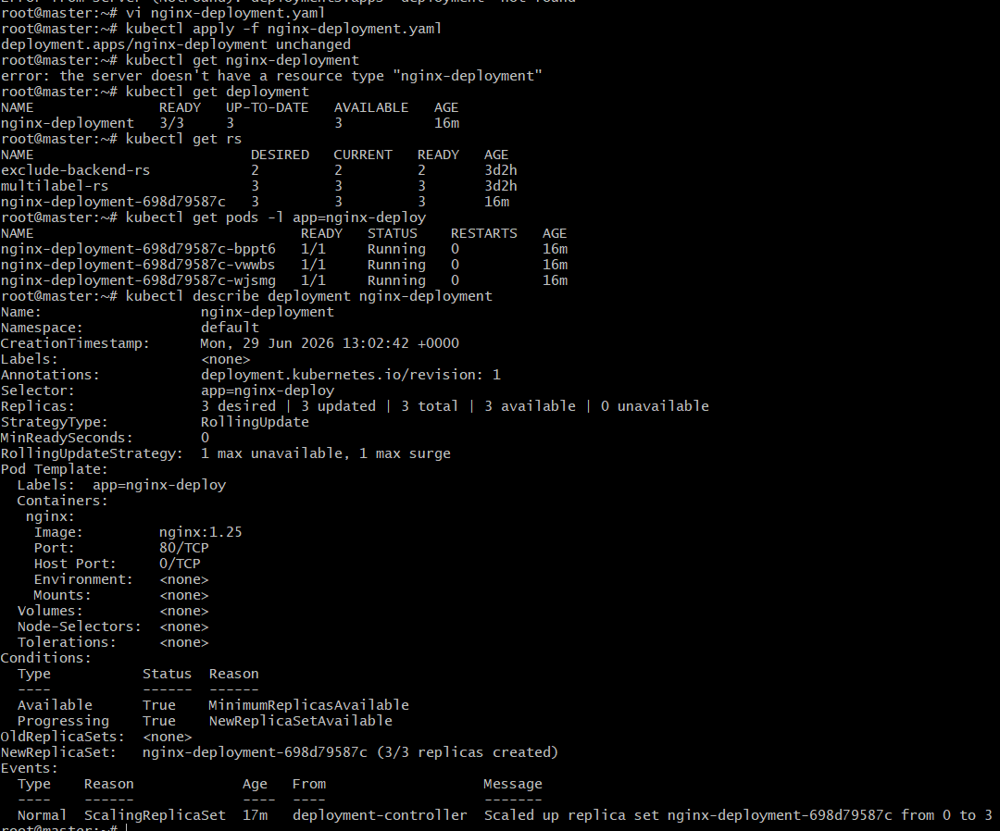 Error from server (NotFound): deployments.apps "deployment" not found
root@master:~# vi nginx-deployment.yaml
root@master:~# kubectl apply -f nginx-deployment.yaml
deployment.apps/nginx-deployment unchanged
root@master:~# kubectl get nginx-deployment
error: the server doesn't have a resource type "nginx-deployment"
root@master:~# kubectl get deployment
NAME               READY   UP-TO-DATE   AVAILABLE   AGE
nginx-deployment   3/3     3            3           16m
root@master:~# kubectl get rs
NAME                          DESIRED   CURRENT   READY   AGE
exclude-backend-rs            2         2         2       3d2h
multilabel-rs                 3         3         3       3d2h
nginx-deployment-698d79587c   3         3         3       16m
root@master:~# kubectl get pods -l app=nginx-deploy
NAME                                READY   STATUS    RESTARTS   AGE
nginx-deployment-698d79587c-bppt6   1/1     Running   0          16m
nginx-deployment-698d79587c-vwwbs   1/1     Running   0          16m
nginx-deployment-698d79587c-wjsmg   1/1     Running   0          16m
root@master:~# kubectl describe deployment nginx-deployment
Name:                   nginx-deployment
Namespace:              default
CreationTimestamp:      Mon, 29 Jun 2026 13:02:42 +0000
Labels:                 <none>
Annotations:            deployment.kubernetes.io/revision: 1
Selector:               app=nginx-deploy
Replicas:               3 desired | 3 updated | 3 total | 3 available | 0 unavailable
StrategyType:           RollingUpdate
MinReadySeconds:        0
RollingUpdateStrategy:  1 max unavailable, 1 max surge
Pod Template:
  Labels:  app=nginx-deploy
  Containers:
   nginx:
    Image:         nginx:1.25
    Port:          80/TCP
    Host Port:     0/TCP
    Environment:   <none>
    Mounts:        <none>
  Volumes:         <none>
  Node-Selectors:  <none>
  Tolerations:     <none>
Conditions:
  Type           Status  Reason
  ----           ------  ------
  Available      True    MinimumReplicasAvailable
  Progressing    True    NewReplicaSetAvailable
OldReplicaSets:  <none>
NewReplicaSet:   nginx-deployment-698d79587c (3/3 replicas created)
Events:
  Type    Reason             Age   From                   Message
  ----    ------             ----  ----                   -------
  Normal  ScalingReplicaSet  17m   deployment-controller  Scaled up replica set nginx-deployment-698d79587c from 0 to 3
root@master:~#